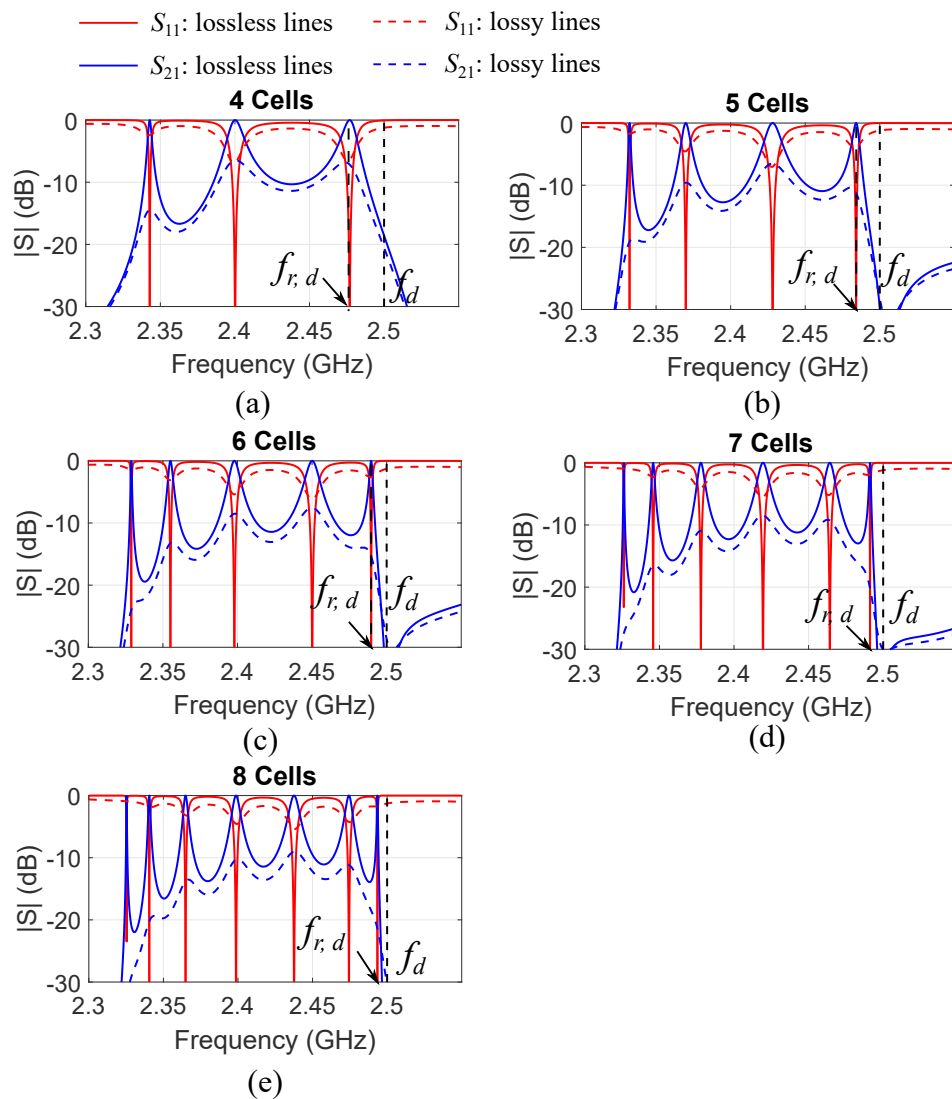 S11: lossless lines S11: lossy lines
S21: lossless lines S21: lossy lines
4 Cells
|S| (dB)
0
-10
-20
-30
fr, d
fd
2.3 2.35 2.4 2.45 2.5
Frequency (GHz)
(a)
5 Cells
|S| (dB)
0
-10
-20
-30
fr, d
fd
2.3 2.35 2.4 2.45 2.5
Frequency (GHz)
(b)
6 Cells
|S| (dB)
0
-10
-20
-30
fr, d
fd
2.3 2.35 2.4 2.45 2.5
Frequency (GHz)
(c)
7 Cells
|S| (dB)
0
-10
-20
-30
fr, d
fd
2.3 2.35 2.4 2.45 2.5
Frequency (GHz)
(d)
8 Cells
|S| (dB)
0
-10
-20
-30
fr, d
fd
2.3 2.35 2.4 2.45 2.5
Frequency (GHz)
(e)